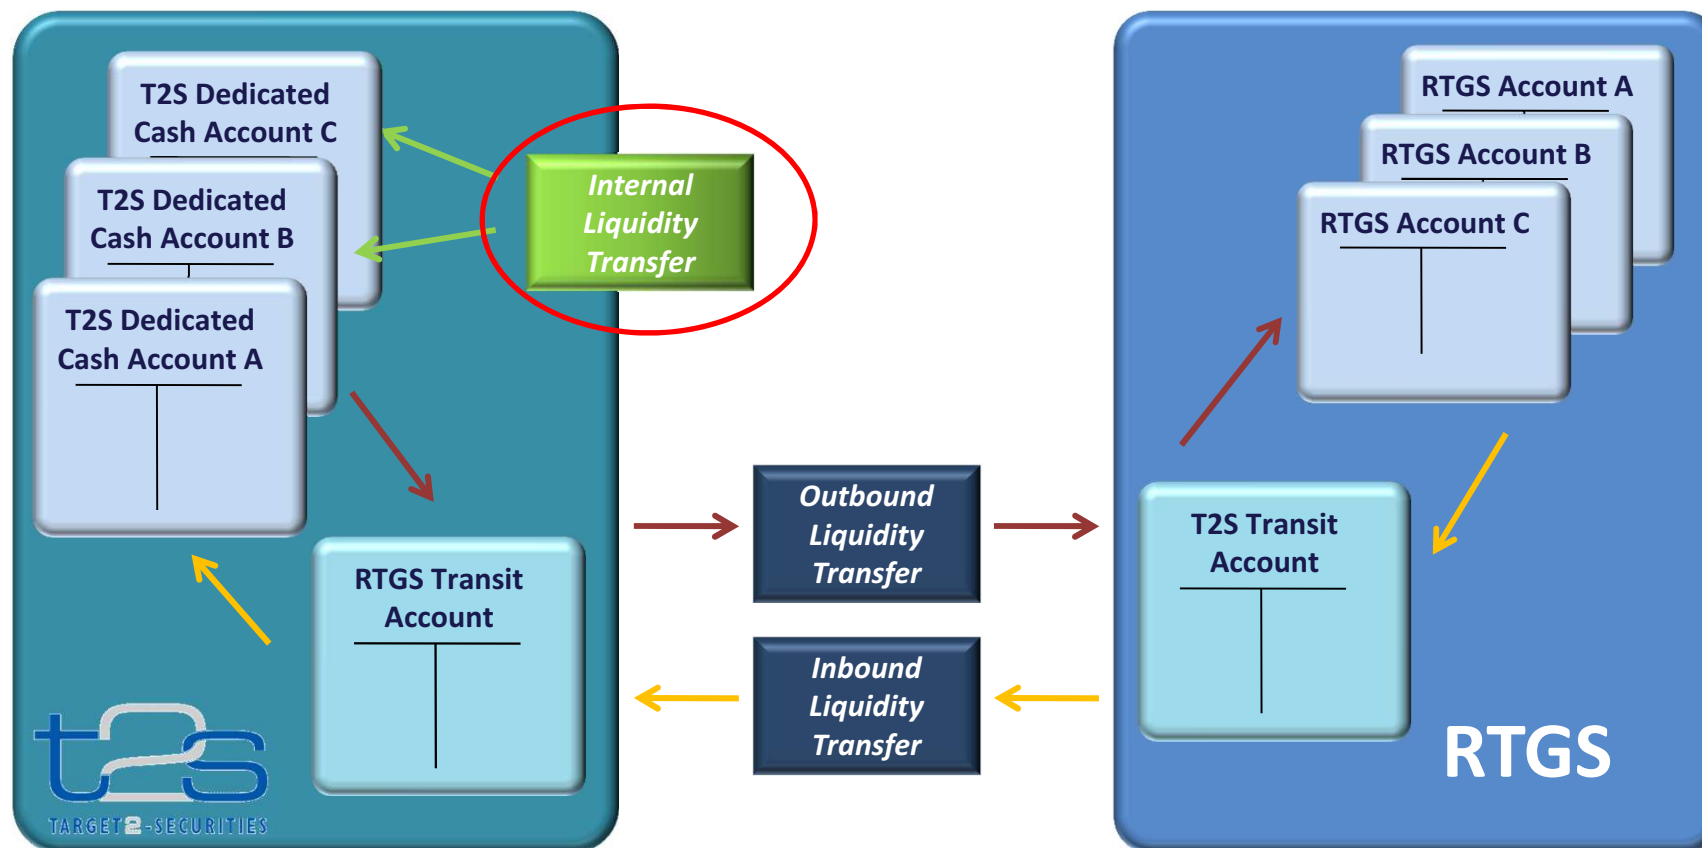 T2S Dedicated
Cash Account C
T2S Dedicated
Cash Account B
T2S Dedicated
Cash Account A
Internal
Liquidity
Transfer
RTGS Transit
Account
t2s
TARGET2-SECURITIES
Outbound
Liquidity
Transfer
Inbound
Liquidity
Transfer
RTGS Account A
RTGS Account B
RTGS Account C
T2S Transit
Account
RTGS